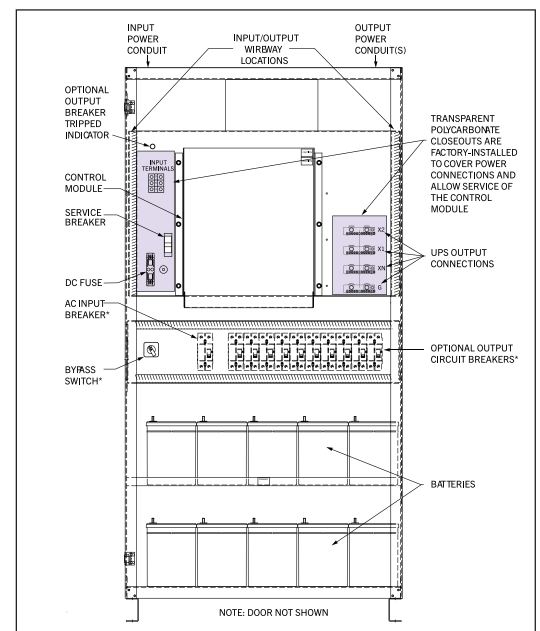 INPUT
POWER
CONDUIT
INPUT/OUTPUT
WIREWAY
LOCATIONS
OUTPUT
POWER
CONDUIT(S)
OPTIONAL
OUTPUT
BREAKER
TRIPPED
INDICATOR
TRANSPARENT
POLYCARBONATE
CLOSEOUTS ARE
FACTORY-INSTALLED
TO COVER POWER
CONNECTIONS AND
ALLOW SERVICE OF
THE CONTROL
MODULE
INPUT
TERMINALS
CONTROL
MODULE
SERVICE
BREAKER
X2
X1
XN
G
UPS OUTPUT
CONNECTIONS
DC FUSE
G
AC INPUT
BREAKER*
OPTIONAL OUTPUT
CIRCUIT BREAKERS*
BYPASS
SWITCH*
BATTERIES
NOTE: DOOR NOT SHOWN